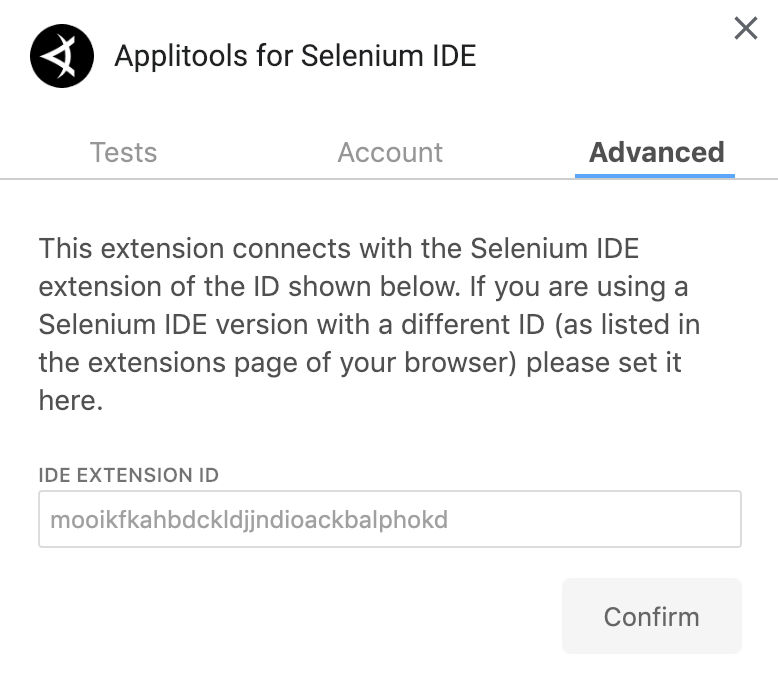 Applitools for Selenium IDE
Tests
Account
Advanced
This extension connects with the Selenium IDE
extension of the ID shown below. If you are using a
Selenium IDE version with a different ID (as listed in
the extensions page of your browser) please set it
here.
IDE EXTENSION ID
mooikfkahbdckldjjndioackbalphokd
Confirm